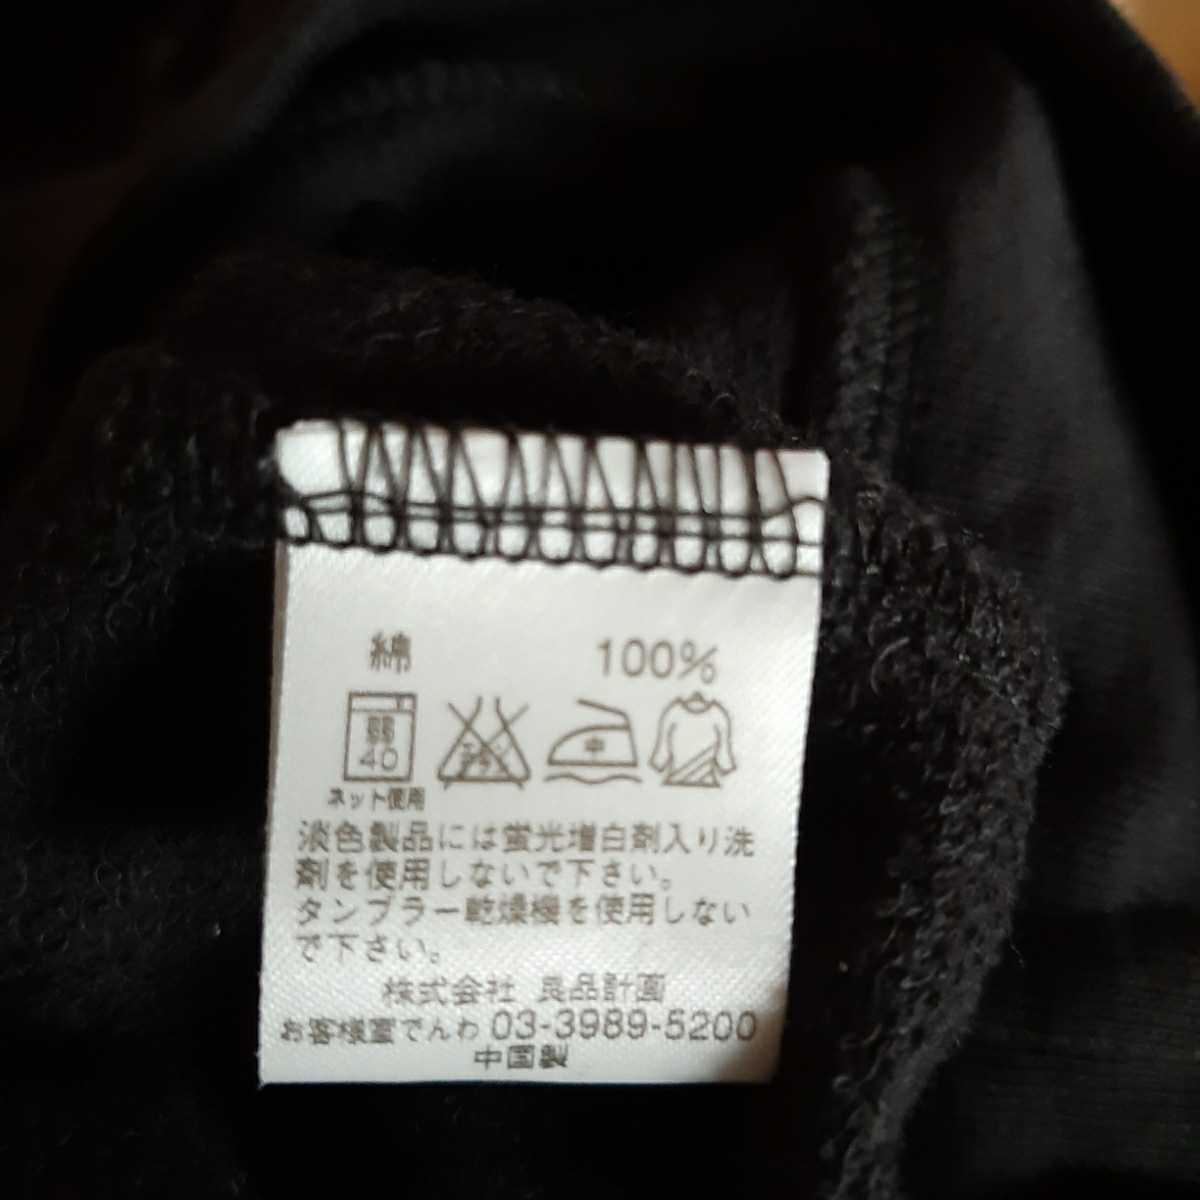 綿 100%
弱
40
エンソ
中
ネット使用
淡色製品には蛍光増白剤入り洗
剤を使用しないで下さい。
タンブラー乾燥機を使用しない
で下さい。
株式会社 良品計画
お客様室でんわ 03-3989-5200
中国製